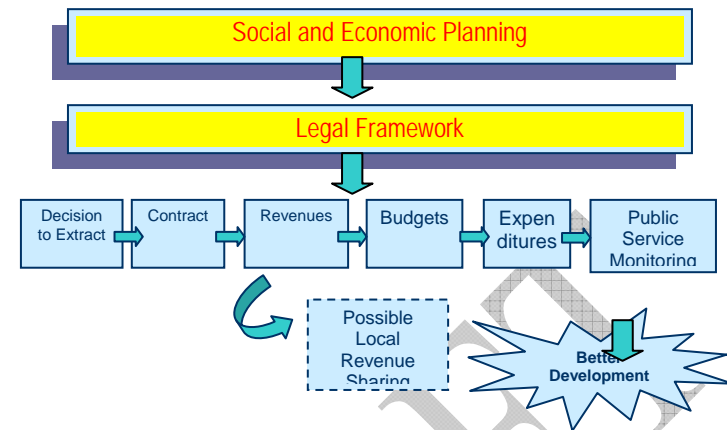 Social and Economic Planning
Legal Framework
Decision
to Extract
Contract
Revenues
Budgets
Expen
ditures
Public
Service
Monitoring
Possible
Local
Revenue
Sharing
Better
Development